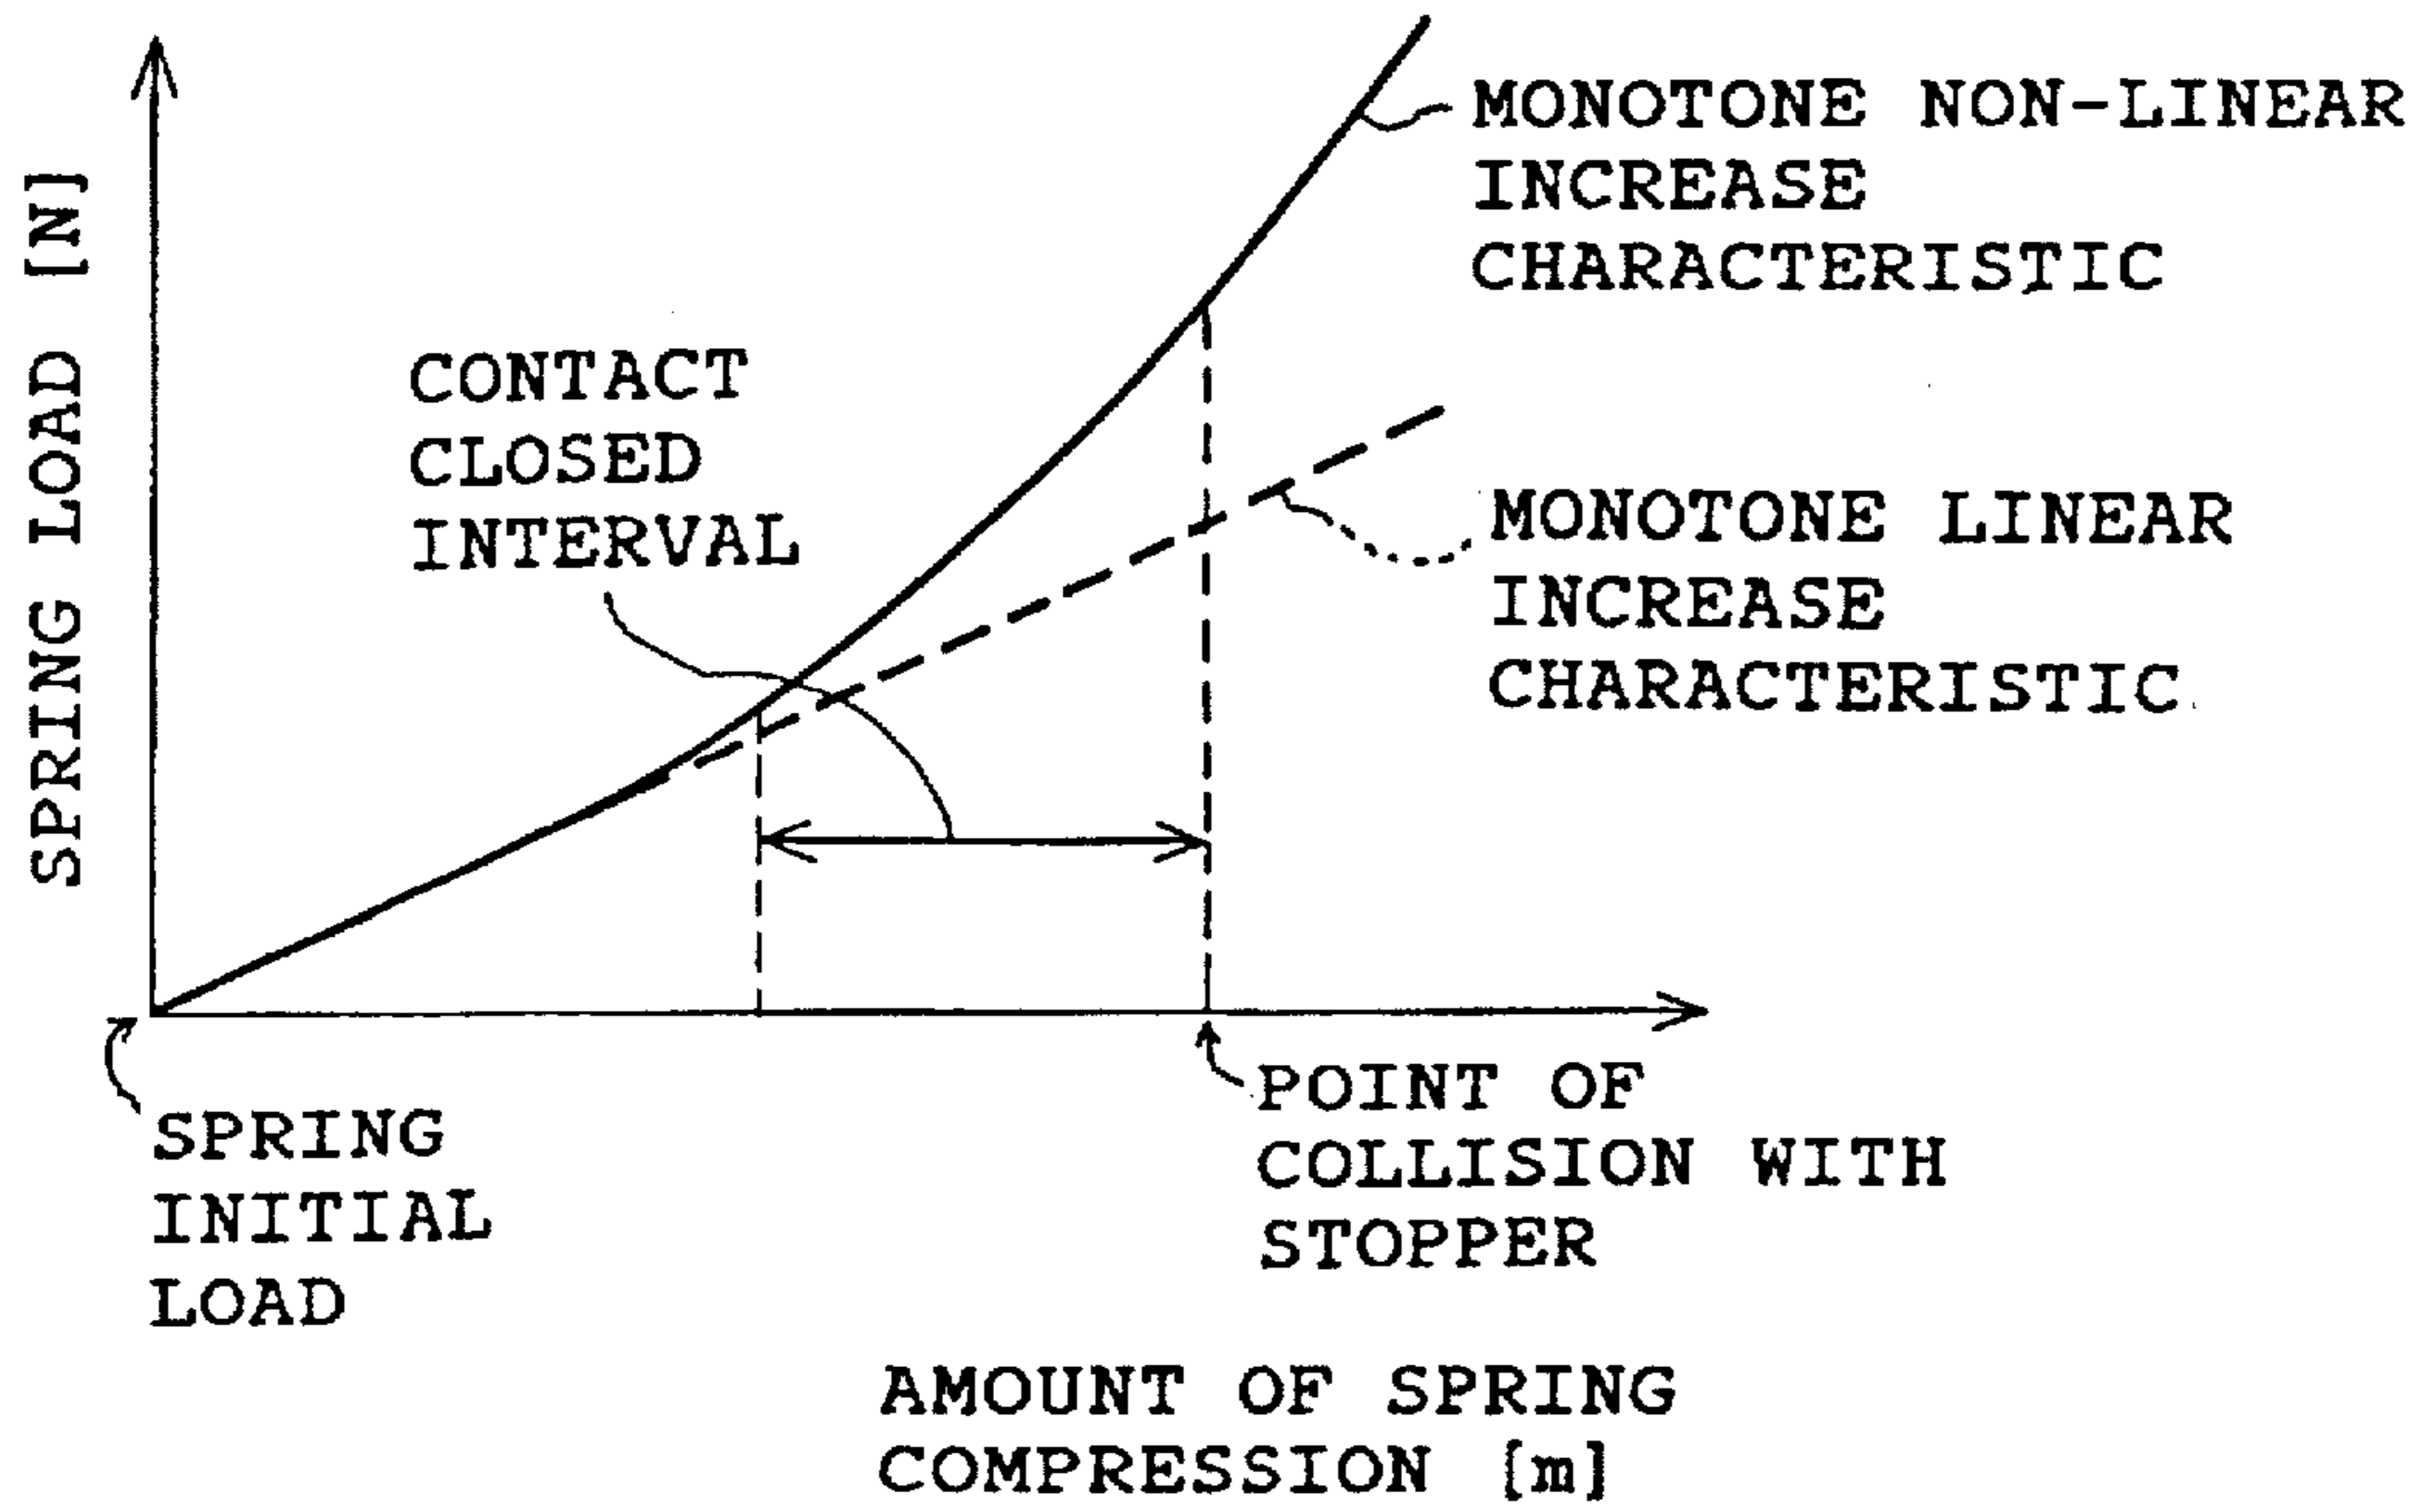 SPRING LOAD [N]
MONOTONE NON-LINEAR
INCREASE
CHARACTERISTIC
CONTACT
CLOSED
INTERVAL
MONOTONE LINEAR
INCREASE
CHARACTERISTIC
SPRING
INITIAL
LOAD
POINT OF
COLLISION WITH
STOPPER
AMOUNT OF SPRING
COMPRESSION [m]